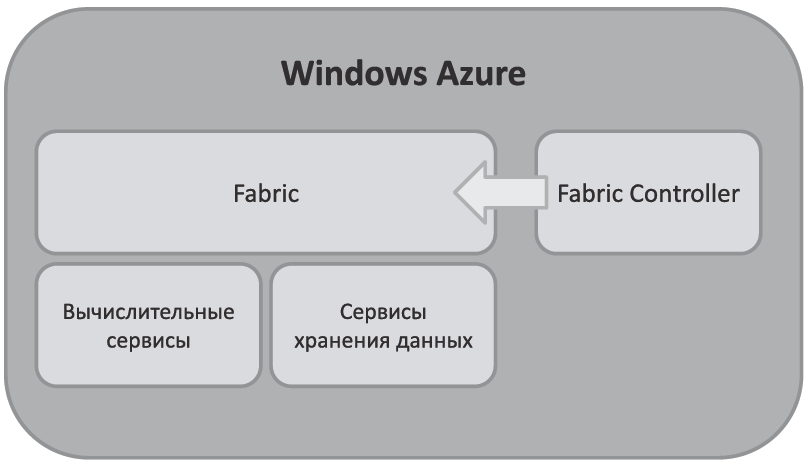 Windows Azure
Fabric
Fabric Controller
Вычислительные
сервисы
Сервисы
хранения данных